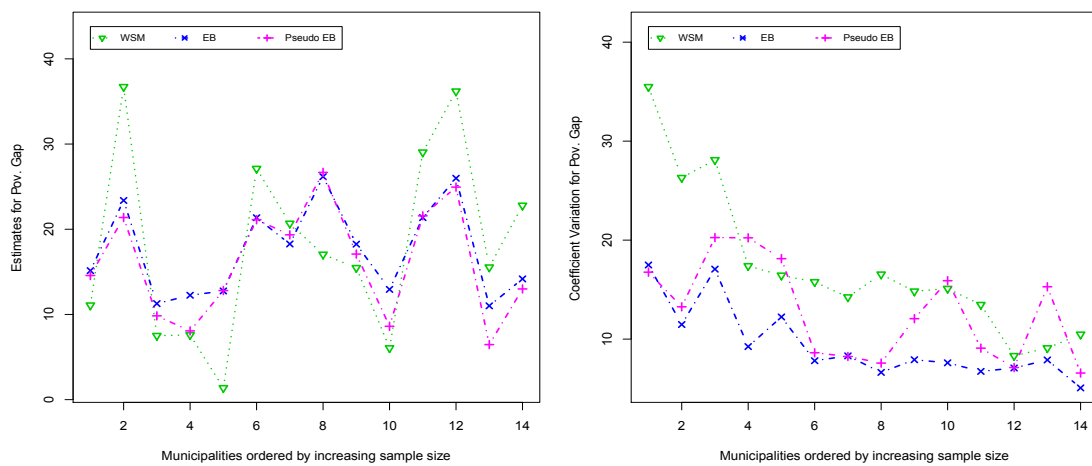 WSM EB Pseudo EB
Estimates for Pov. Gap
40
30
20
10
0
2 4 6 8 10 12 14
Municipalities ordered by increasing sample size
WSM EB Pseudo EB
Coefficient Variation for Pov. Gap
40
30
20
10
2 4 6 8 10 12 14
Municipalities ordered by increasing sample size